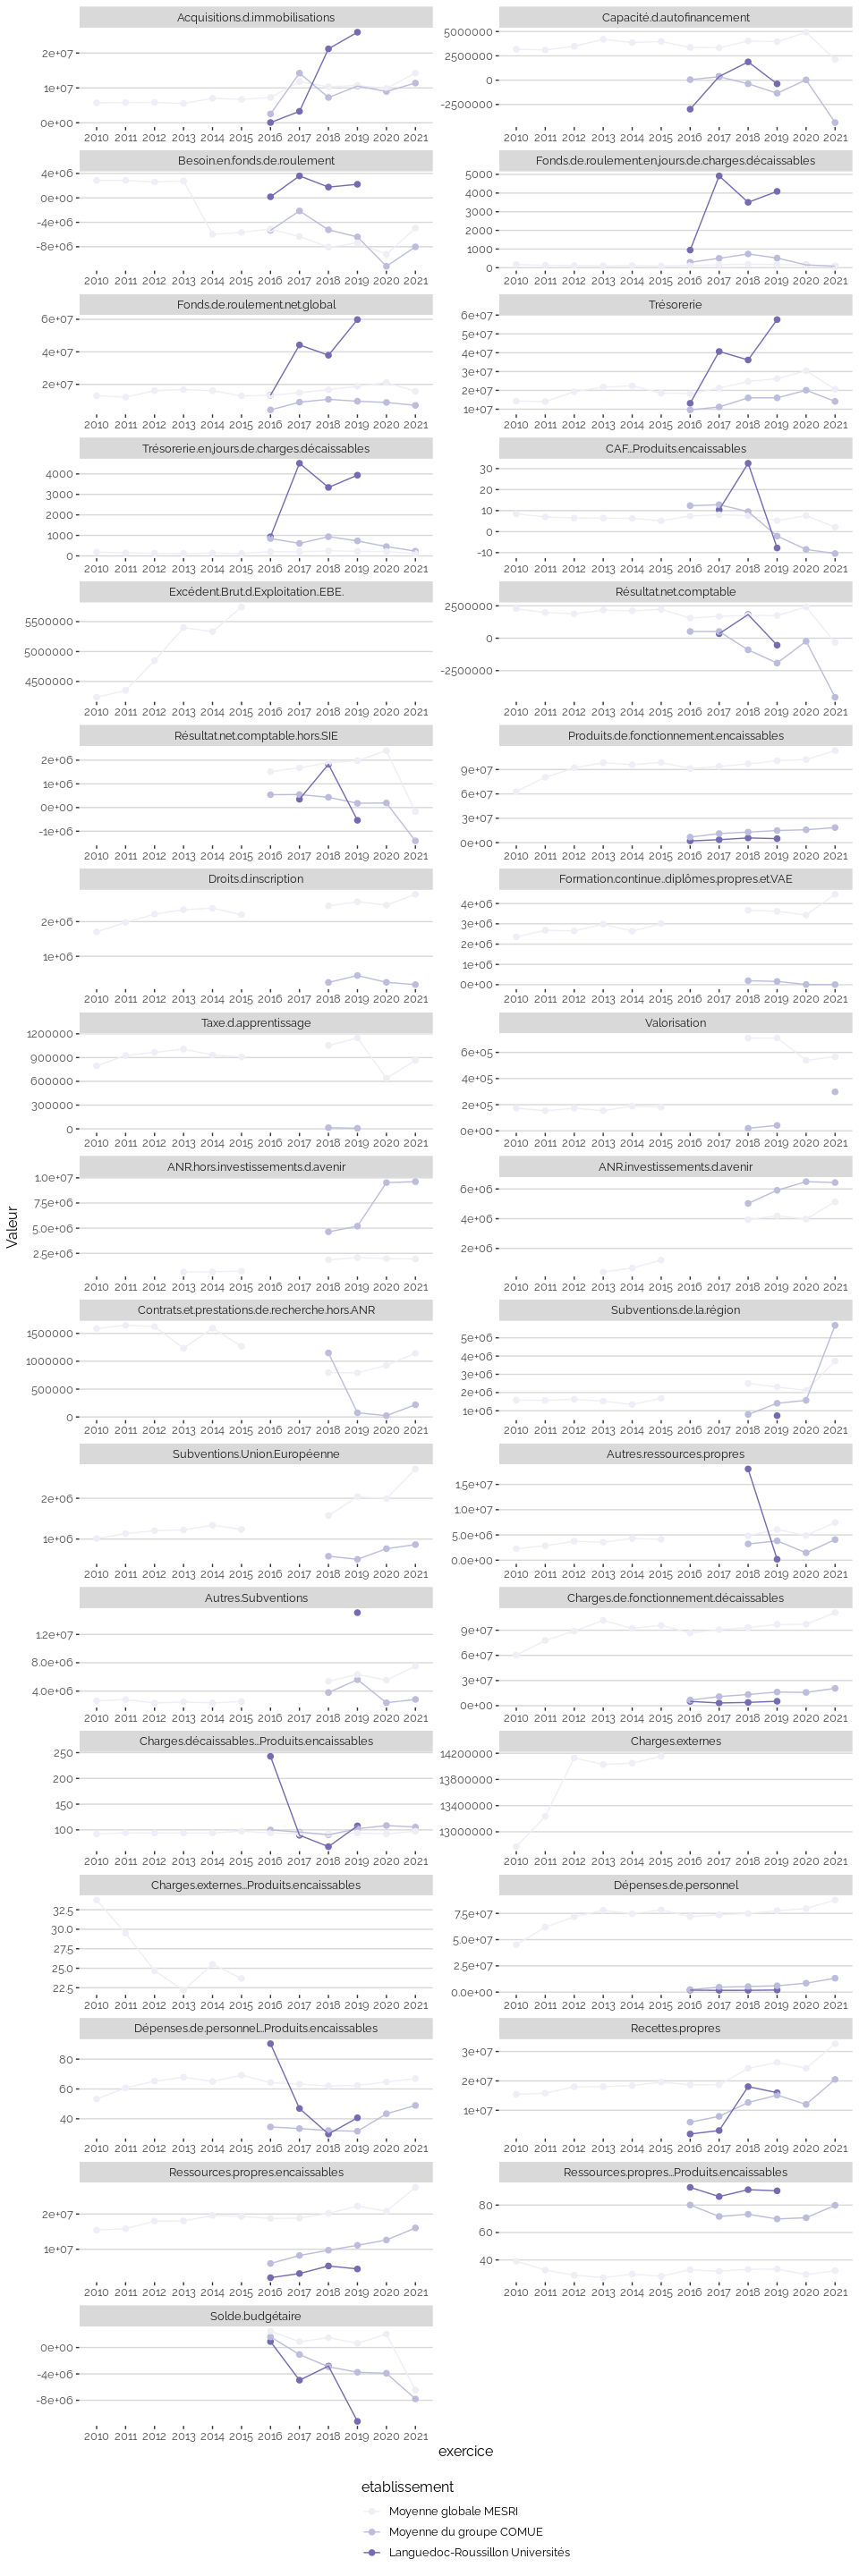 Acquisitions.d.immobilisations
Capacité.d.autofinancement
2e+07
1e+07
0e+00
5000000
2500000
0
-2500000
2010 2011 2012 2013 2014 2015 2016 2017 2018 2019 2020 2021
2010 2011 2012 2013 2014 2015 2016 2017 2018 2019 2020 2021
Besoin.en.fonds.de.roulement
Fonds.de.roulement.en.jours.de.charges.décaissables
4e+06
0e+00
-4e+06
-8e+06
5000
4000
3000
2000
1000
0
2010 2011 2012 2013 2014 2015 2016 2017 2018 2019 2020 2021
2010 2011 2012 2013 2014 2015 2016 2017 2018 2019 2020 2021
Fonds.de.roulement.net.global
Trésorerie
6e+07
4e+07
2e+07
6e+07
5e+07
4e+07
3e+07
2e+07
1e+07
2010 2011 2012 2013 2014 2015 2016 2017 2018 2019 2020 2021
2010 2011 2012 2013 2014 2015 2016 2017 2018 2019 2020 2021
Trésorerie.en.jours.de.charges.décaissables
CAF...Produits.encaissables
4000
3000
2000
1000
0
30
20
10
0
-10
2010 2011 2012 2013 2014 2015 2016 2017 2018 2019 2020 2021
2010 2011 2012 2013 2014 2015 2016 2017 2018 2019 2020 2021
Excédent.Brut.d.Exploitation..EBE.
Résultat.net.comptable
5500000
5000000
4500000
2500000
0
-2500000
2010 2011 2012 2013 2014 2015 2016 2017 2018 2019 2020 2021
2010 2011 2012 2013 2014 2015 2016 2017 2018 2019 2020 2021
Résultat.net.comptable.hors.SIE
Produits.de.fonctionnement.encaissables
2e+06
1e+06
0e+00
-1e+06
9e+07
6e+07
3e+07
0e+00
2010 2011 2012 2013 2014 2015 2016 2017 2018 2019 2020 2021
2010 2011 2012 2013 2014 2015 2016 2017 2018 2019 2020 2021
Droits.d.inscription
Formation.continue..diplômes.propres.et.VAE
2e+06
1e+06
4e+06
3e+06
2e+06
1e+06
0e+00
2010 2011 2012 2013 2014 2015 2016 2017 2018 2019 2020 2021
2010 2011 2012 2013 2014 2015 2016 2017 2018 2019 2020 2021
Taxe.d.apprentissage
Valorisation
1200000
900000
600000
300000
0
6e+05
4e+05
2e+05
0e+00
2010 2011 2012 2013 2014 2015 2016 2017 2018 2019 2020 2021
2010 2011 2012 2013 2014 2015 2016 2017 2018 2019 2020 2021
ANR.hors.investissements.d.avenir
ANR.investissements.d.avenir
1.0e+07
7.5e+06
5.0e+06
2.5e+06
6e+06
4e+06
2e+06
2010 2011 2012 2013 2014 2015 2016 2017 2018 2019 2020 2021
2010 2011 2012 2013 2014 2015 2016 2017 2018 2019 2020 2021
Contrats.et.prestations.de.recherche.hors.ANR
Subventions.de.la.région
1500000
1000000
500000
0
5e+06
4e+06
3e+06
2e+06
1e+06
2010 2011 2012 2013 2014 2015 2016 2017 2018 2019 2020 2021
2010 2011 2012 2013 2014 2015 2016 2017 2018 2019 2020 2021
Subventions.Union.Européenne
Autres.ressources.propres
2e+06
1e+06
1.5e+07
1.0e+07
5.0e+06
0.0e+00
2010 2011 2012 2013 2014 2015 2016 2017 2018 2019 2020 2021
2010 2011 2012 2013 2014 2015 2016 2017 2018 2019 2020 2021
Autres.Subventions
Charges.de.fonctionnement.décaissables
1.2e+07
8.0e+06
4.0e+06
9e+07
6e+07
3e+07
0e+00
2010 2011 2012 2013 2014 2015 2016 2017 2018 2019 2020 2021
2010 2011 2012 2013 2014 2015 2016 2017 2018 2019 2020 2021
Charges.décaissables...Produits.encaissables
Charges.externes
250
200
150
100
14200000
13800000
13400000
13000000
2010 2011 2012 2013 2014 2015 2016 2017 2018 2019 2020 2021
2010 2011 2012 2013 2014 2015 2016 2017 2018 2019 2020 2021
Charges.externes...Produits.encaissables
Dépenses.de.personnel
32.5
30.0
27.5
25.0
22.5
7.5e+07
5.0e+07
2.5e+07
0.0e+00
2010 2011 2012 2013 2014 2015 2016 2017 2018 2019 2020 2021
2010 2011 2012 2013 2014 2015 2016 2017 2018 2019 2020 2021
Dépenses.de.personnel...Produits.encaissables
Recettes.propres
80
60
40
3e+07
2e+07
1e+07
2010 2011 2012 2013 2014 2015 2016 2017 2018 2019 2020 2021
2010 2011 2012 2013 2014 2015 2016 2017 2018 2019 2020 2021
Ressources.propres.encaissables
Ressources.propres...Produits.encaissables
2e+07
1e+07
80
60
40
2010 2011 2012 2013 2014 2015 2016 2017 2018 2019 2020 2021
2010 2011 2012 2013 2014 2015 2016 2017 2018 2019 2020 2021
Solde.budgétaire
0e+00
-4e+06
-8e+06
2010 2011 2012 2013 2014 2015 2016 2017 2018 2019 2020 2021
Valeur
exercice
etablissement
Moyenne globale MESRI
Moyenne du groupe COMUE
Languedoc-Roussillon Universités